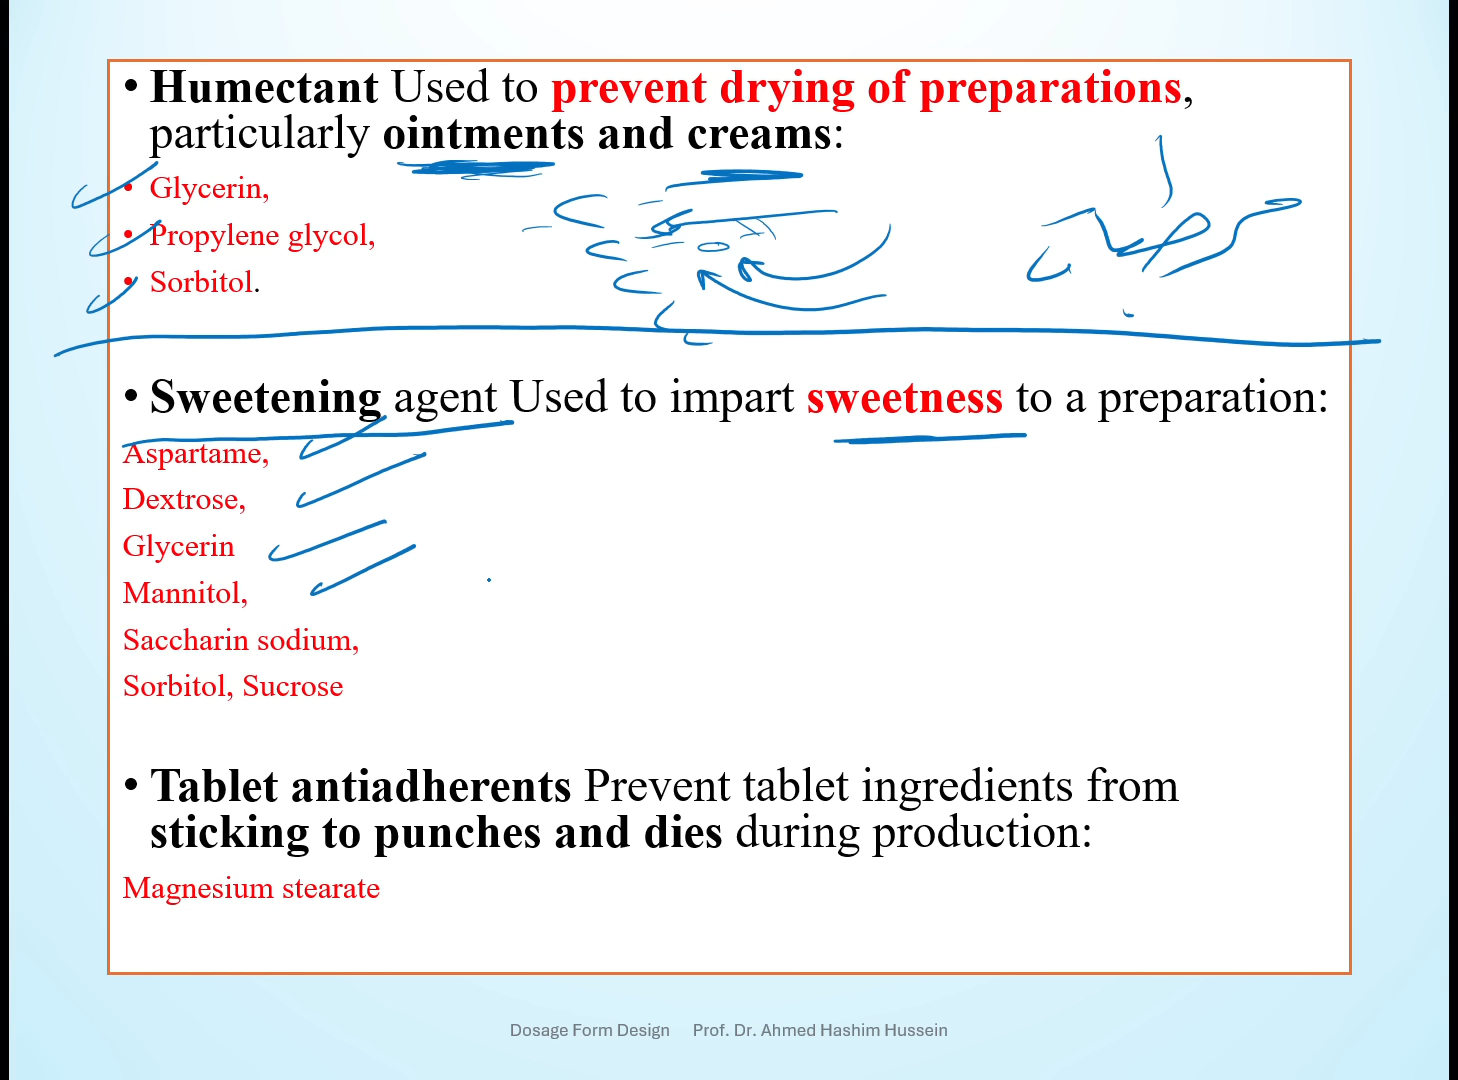 • Humectant Used to prevent drying of preparations,
particularly ointments and creams:
• Glycerin,
• Propylene glycol,
• Sorbitol.
• Sweetening agent Used to impart sweetness to a preparation:
Aspartame,
Dextrose,
Glycerin
Mannitol,
Saccharin sodium,
Sorbitol, Sucrose
• Tablet antiadherents Prevent tablet ingredients from
sticking to punches and dies during production:
Magnesium stearate
Dosage Form Design Prof. Dr. Ahmed Hashim Hussein